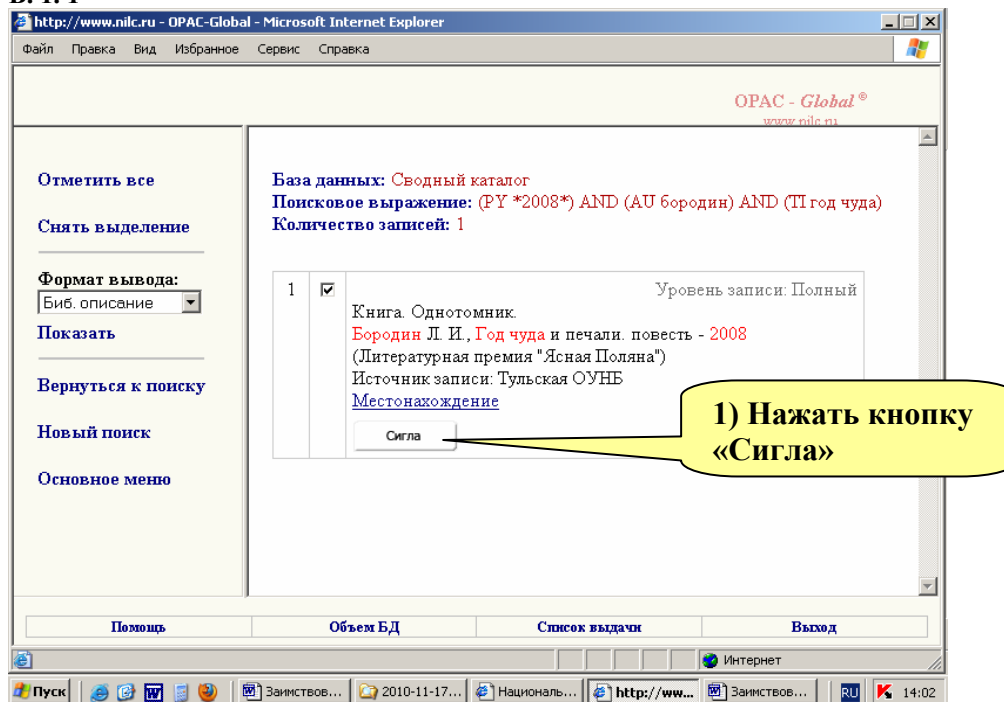 http://www.nilc.ru - OPAC-Global - Microsoft Internet Explorer
Файл Правка Вид Избранное Сервис Справка
OPAC - Global ®
www.nilc.ru
Отметить все
Снять выделение
Формат вывода:
Биб. описание
Показать
Вернуться к поиску
Новый поиск
Основное меню
База данных: Сводный каталог
Поисковое выражение: (PY *2008*) AND (AU бородин) AND (TI год чуда)
Количество записей: 1
1 Уровень записи: Полный
Книга. Однотомник.
Бородин Л. И., Год чуда и печали. повесть - 2008
(Литературная премия "Ясная Поляна")
Источник записи: Тульская ОУНБ
Местонахождение
Сигла
1) Нажать кнопку
«Сигла»
Помощь Объем БД Список выдачи Выход
Интернет
Пуск Заимствов... 2010-11-17... Националь... http://ww... Заимствов... RU 14:02